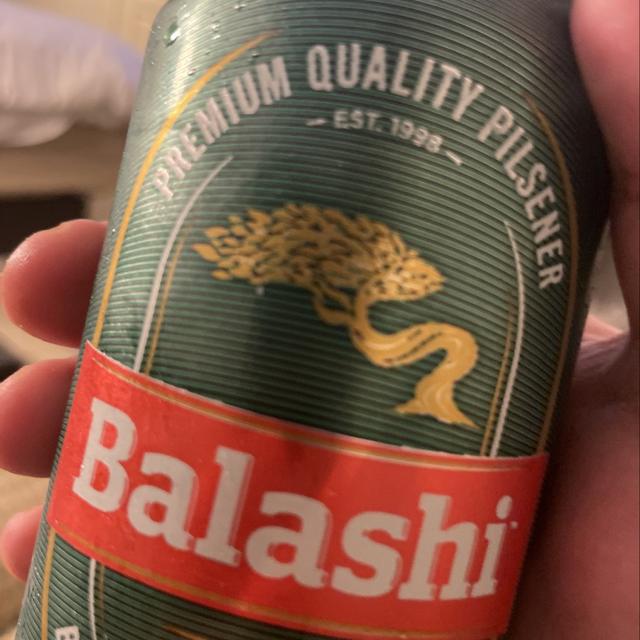 PREMIUM QUALITY PILSENER
EST. 1998
Balashi
B